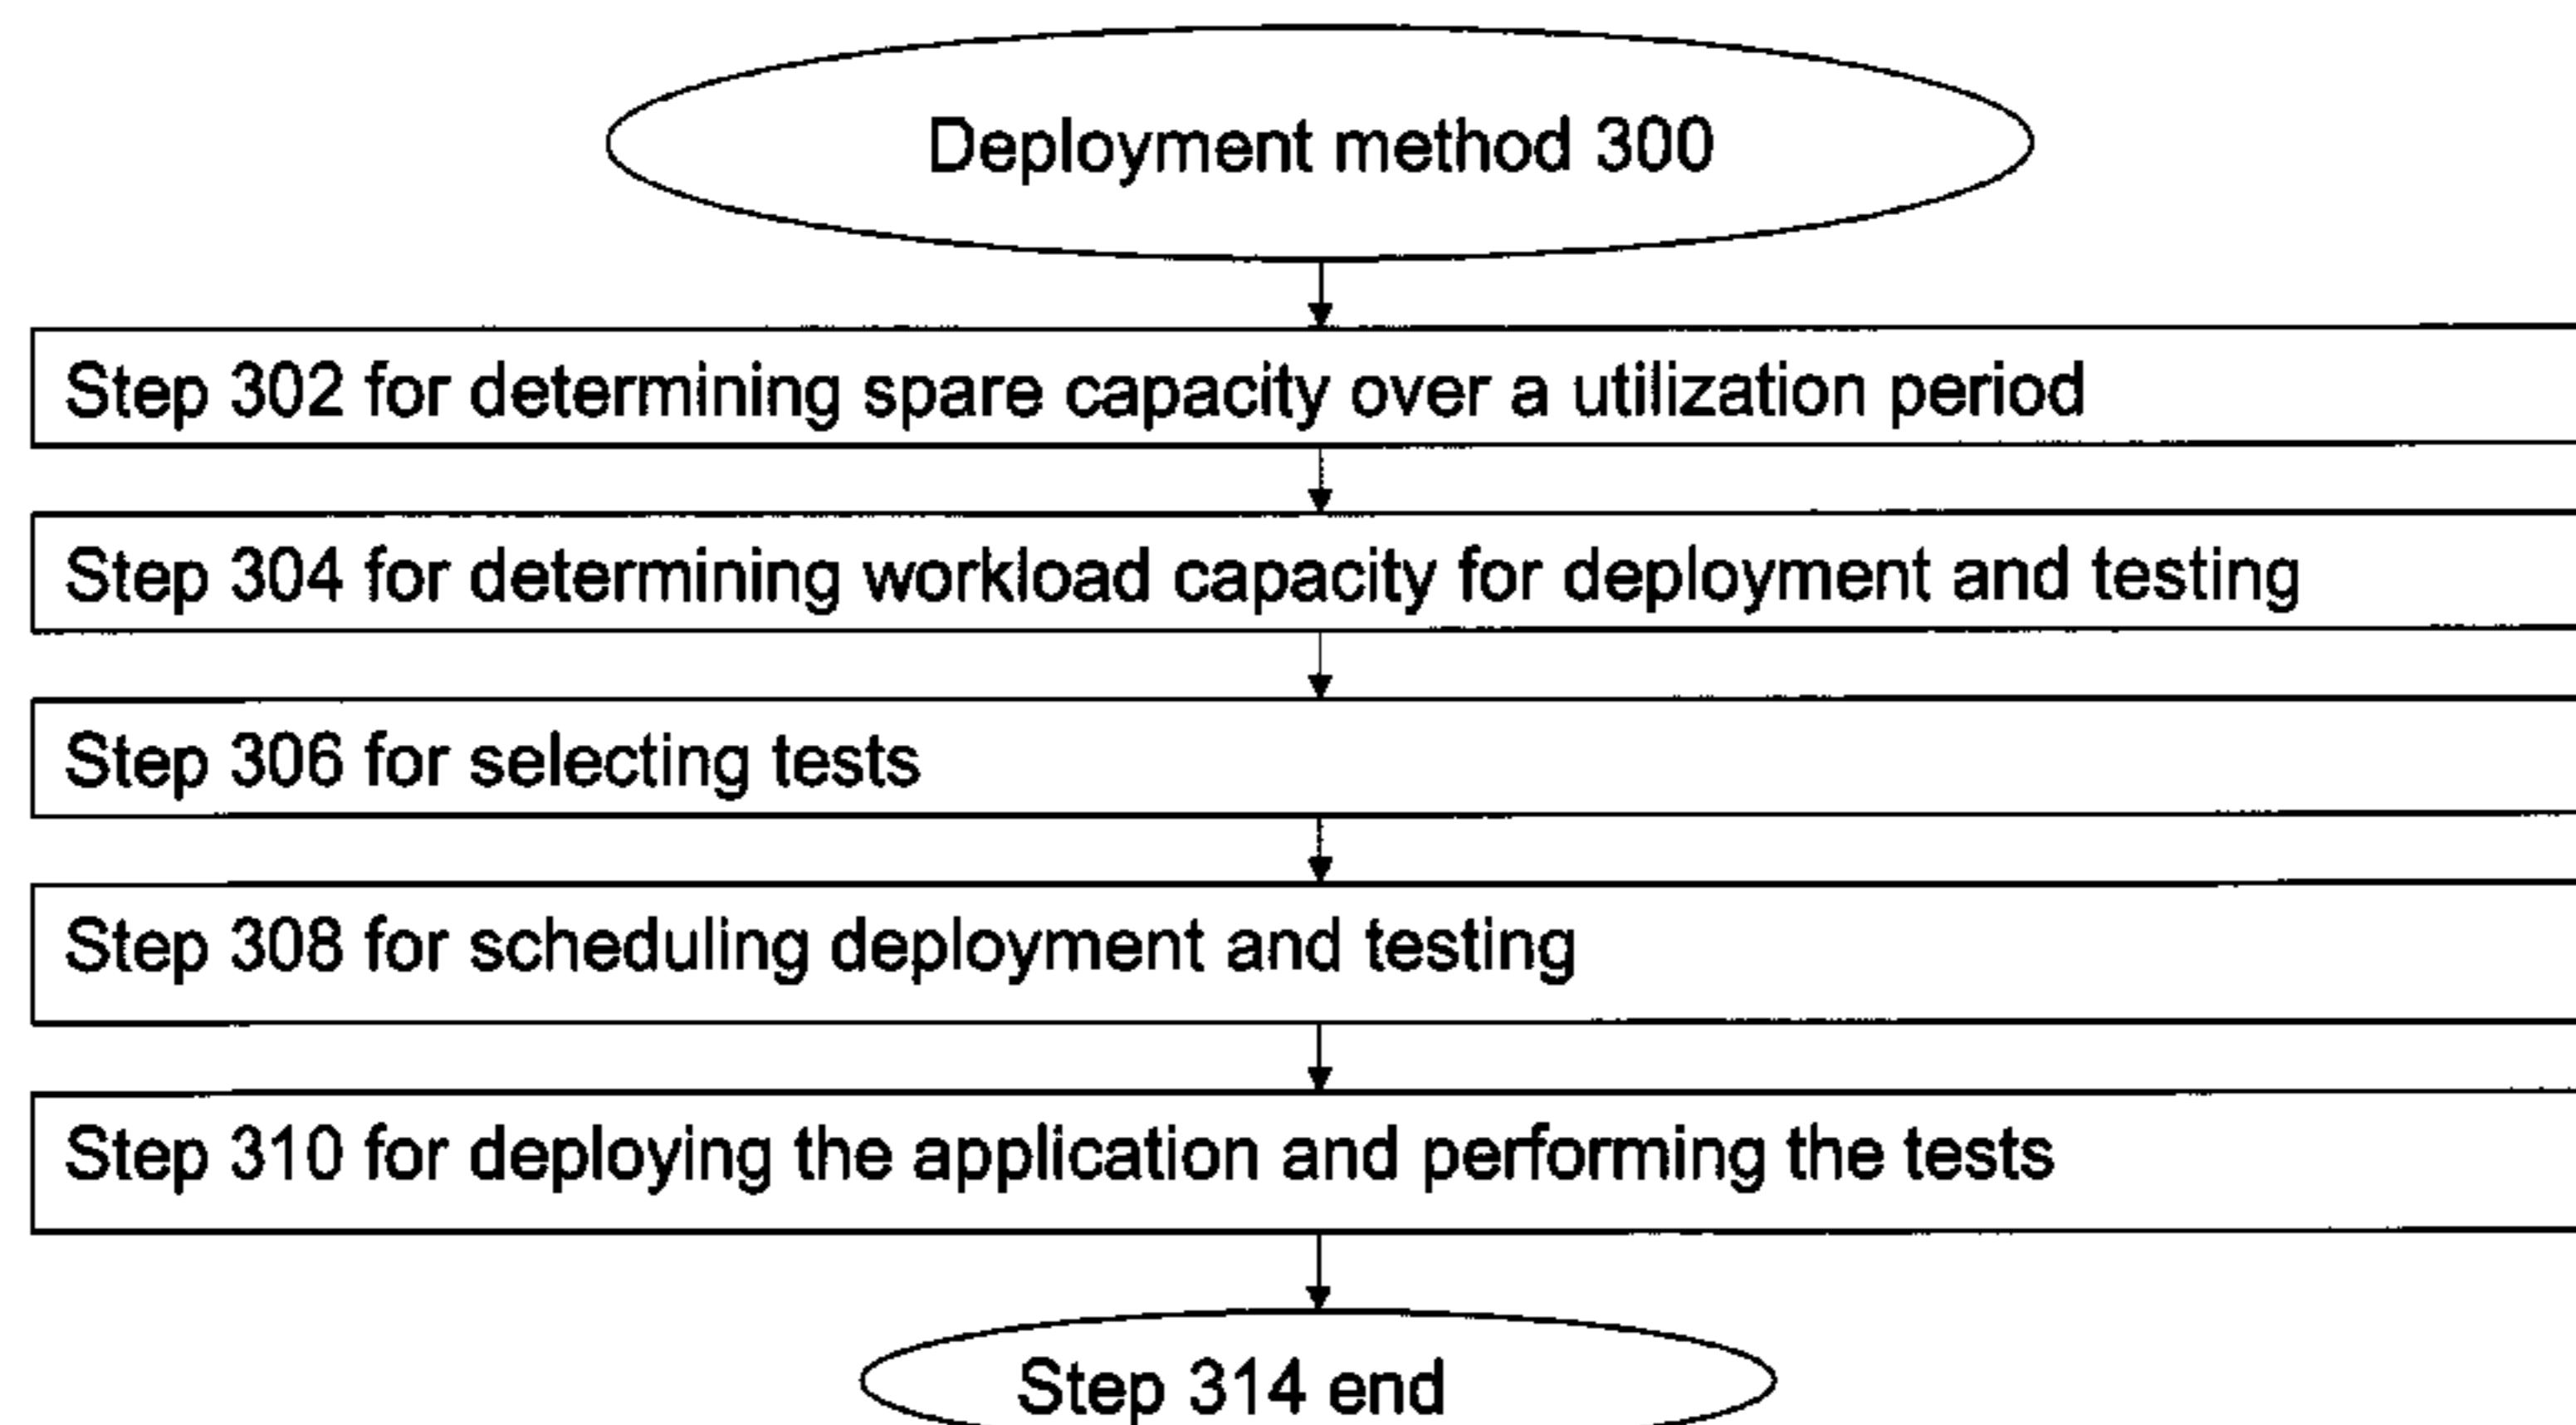 Deployment method 300
Step 302 for determining spare capacity over a utilization period
Step 304 for determining workload capacity for deployment and testing
Step 306 for selecting tests
Step 308 for scheduling deployment and testing
Step 310 for deploying the application and performing the tests
Step 314 end